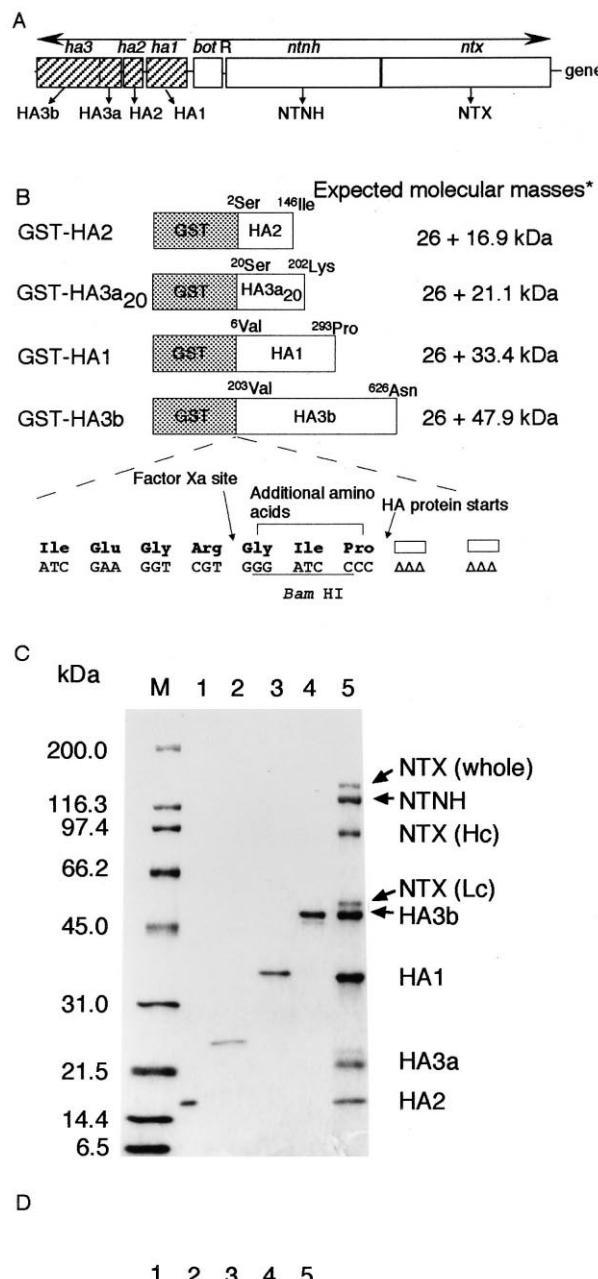 A
ha3 ha2 ha1 bot R ntnh ntx
gene
HA3b HA3a HA2 HA1 NTNH NTX
B
Expected molecular masses*
2Ser 146Ile
GST-HA2 GST HA2 26 + 16.9 kDa
20Ser 202Lys
GST-HA3a20 GST HA3a20 26 + 21.1 kDa
6Val 293Pro
GST-HA1 GST HA1 26 + 33.4 kDa
203Val 626Asn
GST-HA3b GST HA3b 26 + 47.9 kDa
Factor Xa site
Additional amino acids
HA protein starts
Ile Glu Gly Arg Gly Ile Pro
ATC GAA GGT CGT GGG ATC CCC ΔΔΔ ΔΔΔ
Bam HI
C
kDa M 1 2 3 4 5
200.0
NTX (whole)
116.3 NTNH
97.4 NTX (Hc)
66.2
NTX (Lc)
45.0 HA3b
HA1
31.0
HA3a
21.5
HA2
14.4
6.5
D
1 2 3 4 5